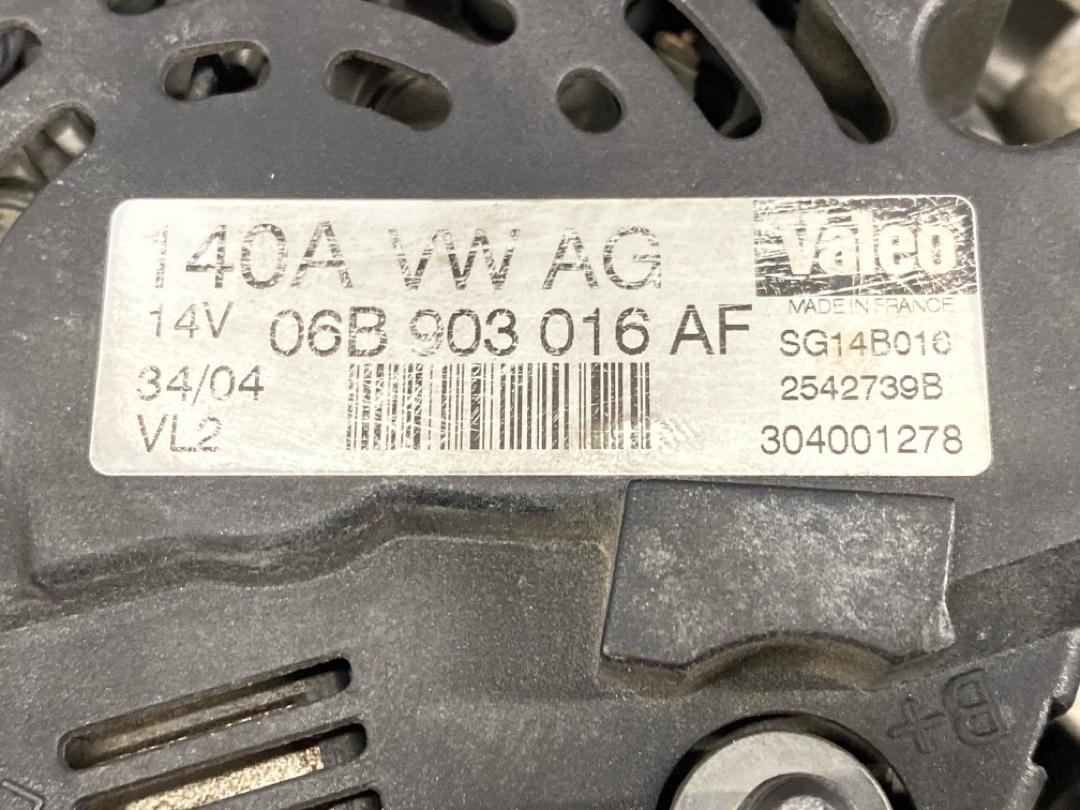 140A VW AG
Valeo
MADE IN FRANCE
14V 06B 903 016 AF
SG14B016
34/04
2542739B
VL2
304001278
B+